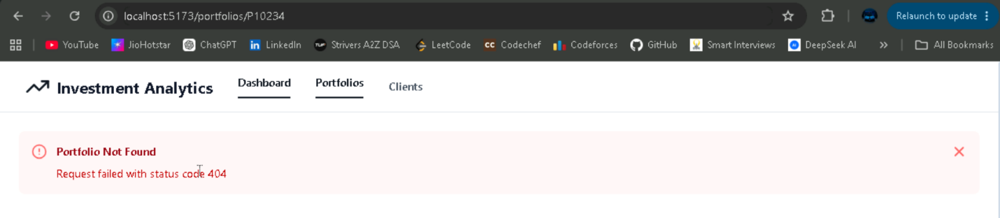 localhost:5173/portfolios/P10234
Relaunch to update
YouTube JioHotstar ChatGPT LinkedIn TUF Strivers A2Z DSA LeetCode CC Codechef Codeforces GitHub Smart Interviews DeepSeek AI » All Bookmarks
Investment Analytics Dashboard Portfolios Clients
Portfolio Not Found
Request failed with status code 404